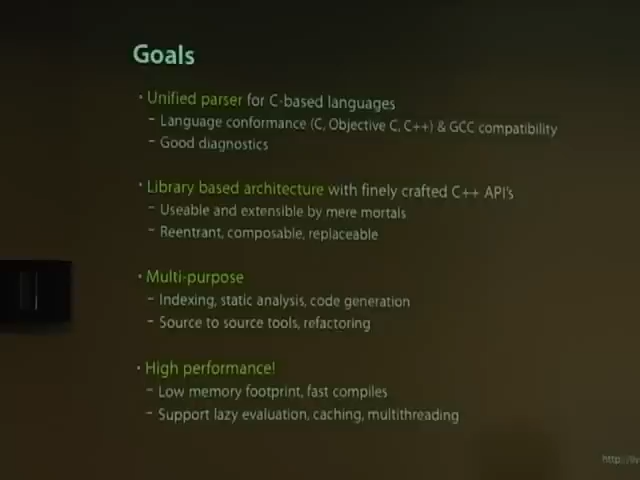 Goals
· Unified parser for C-based languages
– Language conformance (C, Objective C, C++) & GCC compatibility
– Good diagnostics
· Library based architecture with finely crafted C++ API's
– Useable and extensible by mere mortals
– Reentrant, composable, replaceable
· Multi-purpose
– Indexing, static analysis, code generation
– Source to source tools, refactoring
· High performance!
– Low memory footprint, fast compiles
– Support lazy evaluation, caching, multithreading